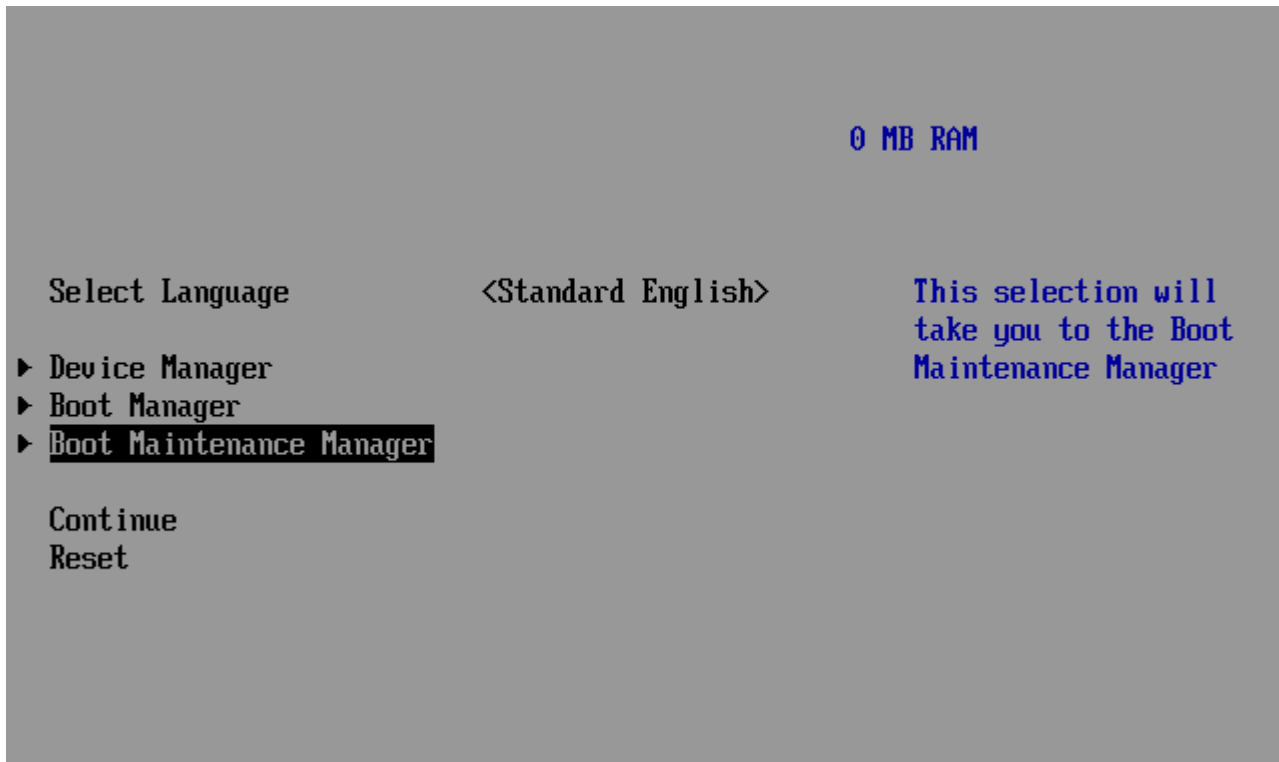 0 MB RAM
Select Language <Standard English>
This selection will
take you to the Boot
Maintenance Manager
Device Manager
Boot Manager
Boot Maintenance Manager
Continue
Reset